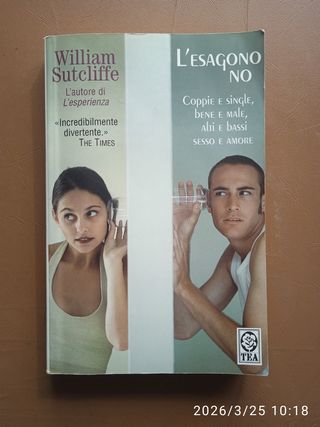 William
Sutcliffe
L'autore di
L'esperienza
«Incredibilmente
divertente.»
THE TIMES
L'ESAGONO
NO
COPPIE E SINGLE,
BENE E MALE,
ALTI E BASSI
SESSO E AMORE
TEA
2026/3/25 10:18